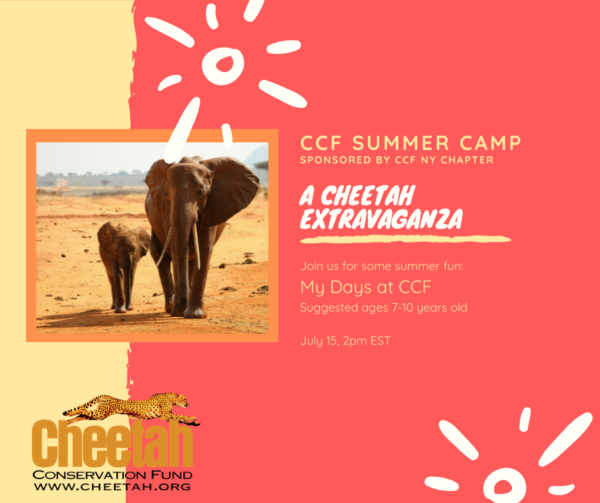 CCF SUMMER CAMP
SPONSORED BY CCF NY CHAPTER
A CHEETAH
EXTRAVAGANZA
Join us for some summer fun:
My Days at CCF
Suggested ages 7-10 years old
July 15, 2pm EST
Cheetah
CONSERVATION FUND
WWW.CHEETAH.ORG